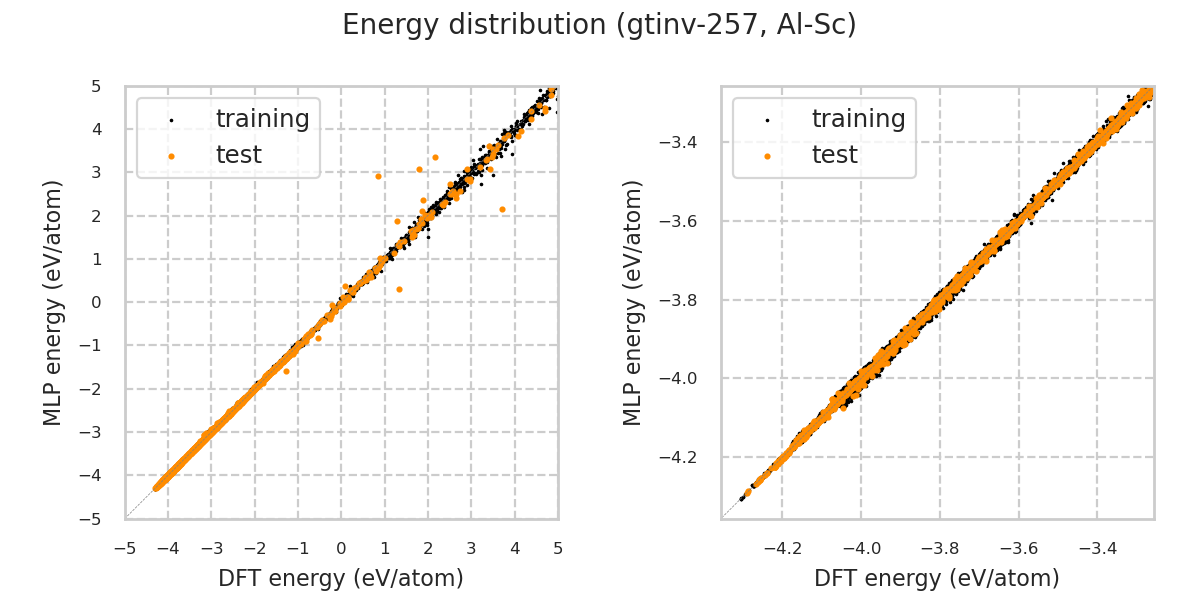 Energy distribution (gtinv-257, Al-Sc)
MLP energy (eV/atom)
5
4
3
2
1
0
−1
−2
−3
−4
−5
training
test
−5 −4 −3 −2 −1 0 1 2 3 4 5
DFT energy (eV/atom)
MLP energy (eV/atom)
−3.4
−3.6
−3.8
−4.0
−4.2
training
test
−4.2 −4.0 −3.8 −3.6 −3.4
DFT energy (eV/atom)